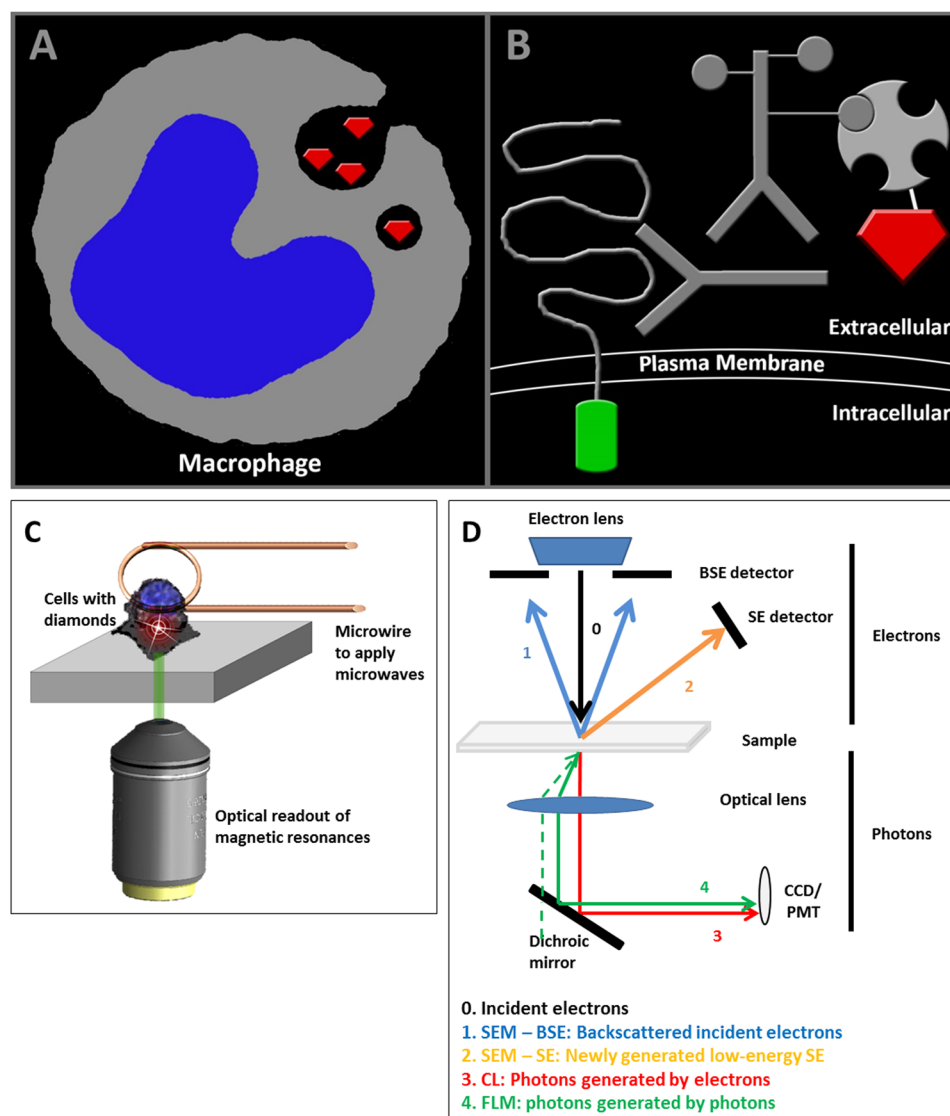 A
Macrophage
B
Extracellular
Plasma Membrane
Intracellular
C
Cells with
diamonds
Microwire
to apply
microwaves
Optical readout of
magnetic resonances
D
Electron lens
BSE detector
SE detector
Electrons
0
1
2
Sample
Optical lens
Photons
4
CCD/
PMT
3
Dichroic
mirror
0. Incident electrons
1. SEM – BSE: Backscattered incident electrons
2. SEM – SE: Newly generated low-energy SE
3. CL: Photons generated by electrons
4. FLM: photons generated by photons